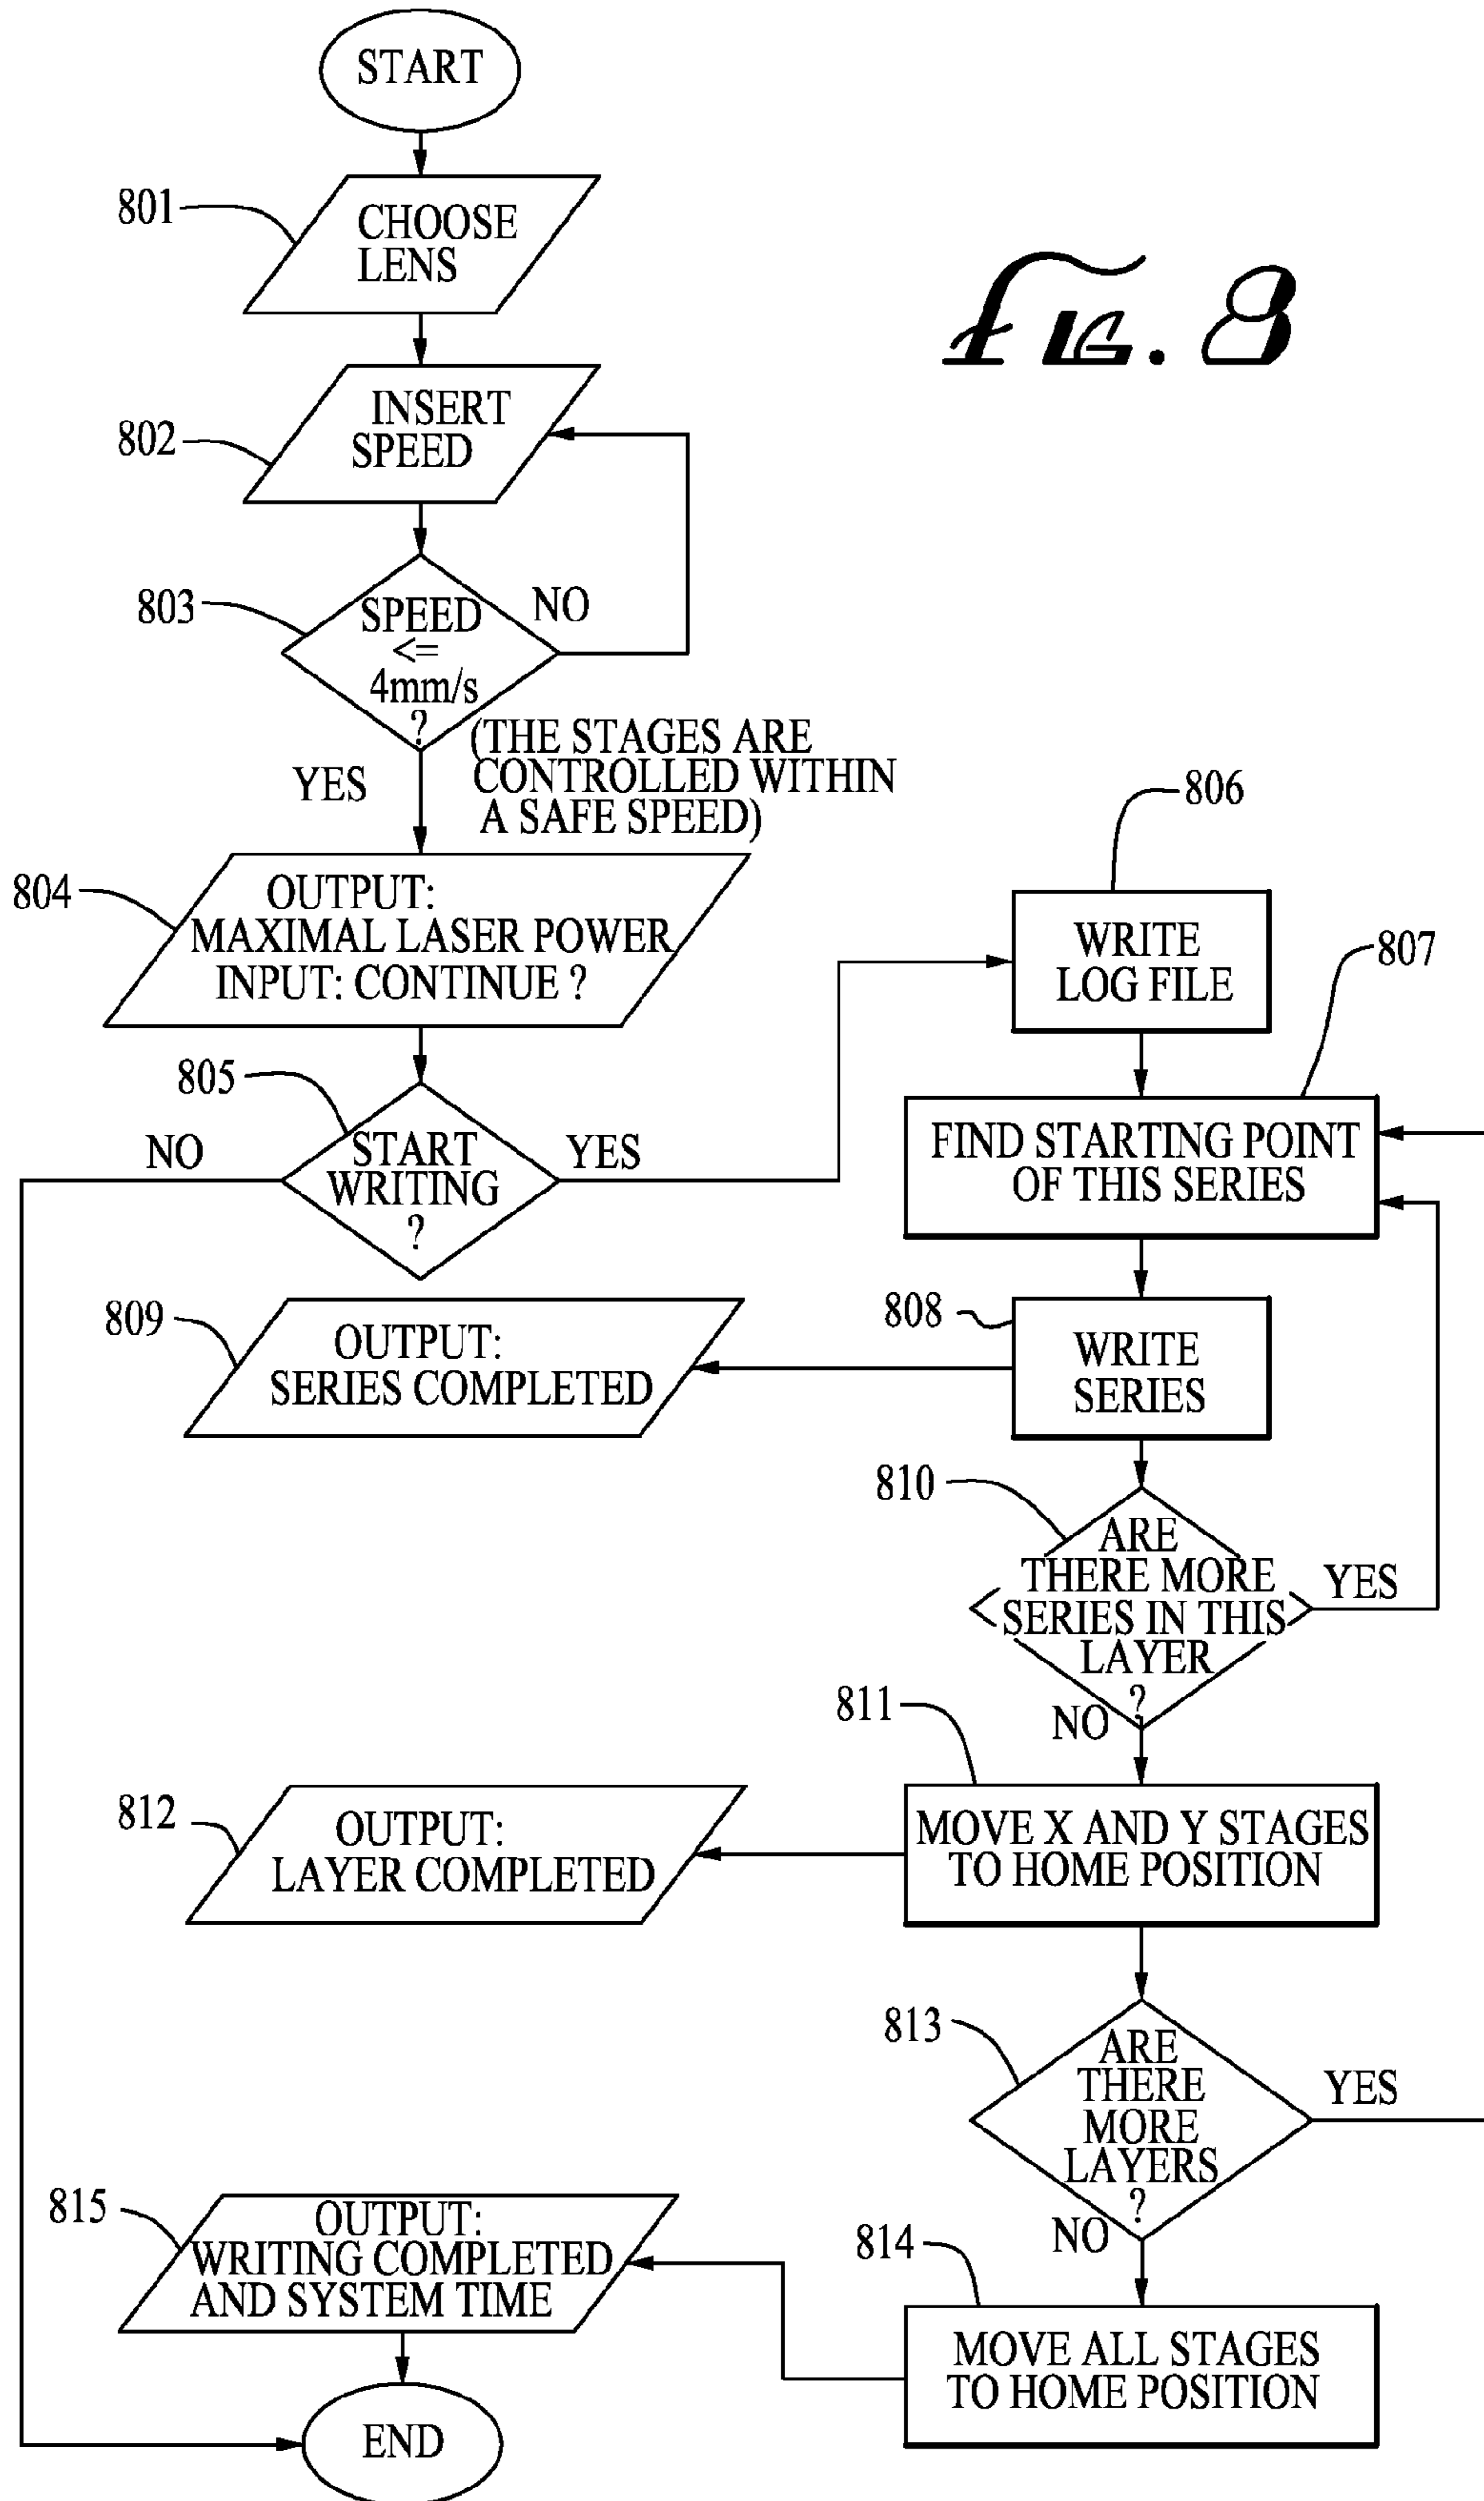 START
801
CHOOSE
LENS
FIG. 8
802
INSERT
SPEED
803
SPEED
<=
4mm/s
?
NO
YES
(THE STAGES ARE
CONTROLLED WITHIN
A SAFE SPEED)
804
OUTPUT:
MAXIMAL LASER POWER
INPUT: CONTINUE ?
805
START
WRITING
?
NO
YES
806
WRITE
LOG FILE
807
FIND STARTING POINT
OF THIS SERIES
808
WRITE
SERIES
809
OUTPUT:
SERIES COMPLETED
810
ARE
THERE MORE
SERIES IN THIS
LAYER
?
YES
NO
811
MOVE X AND Y STAGES
TO HOME POSITION
812
OUTPUT:
LAYER COMPLETED
813
ARE
THERE
MORE
LAYERS
?
YES
NO
814
MOVE ALL STAGES
TO HOME POSITION
815
OUTPUT:
WRITING COMPLETED
AND SYSTEM TIME
END